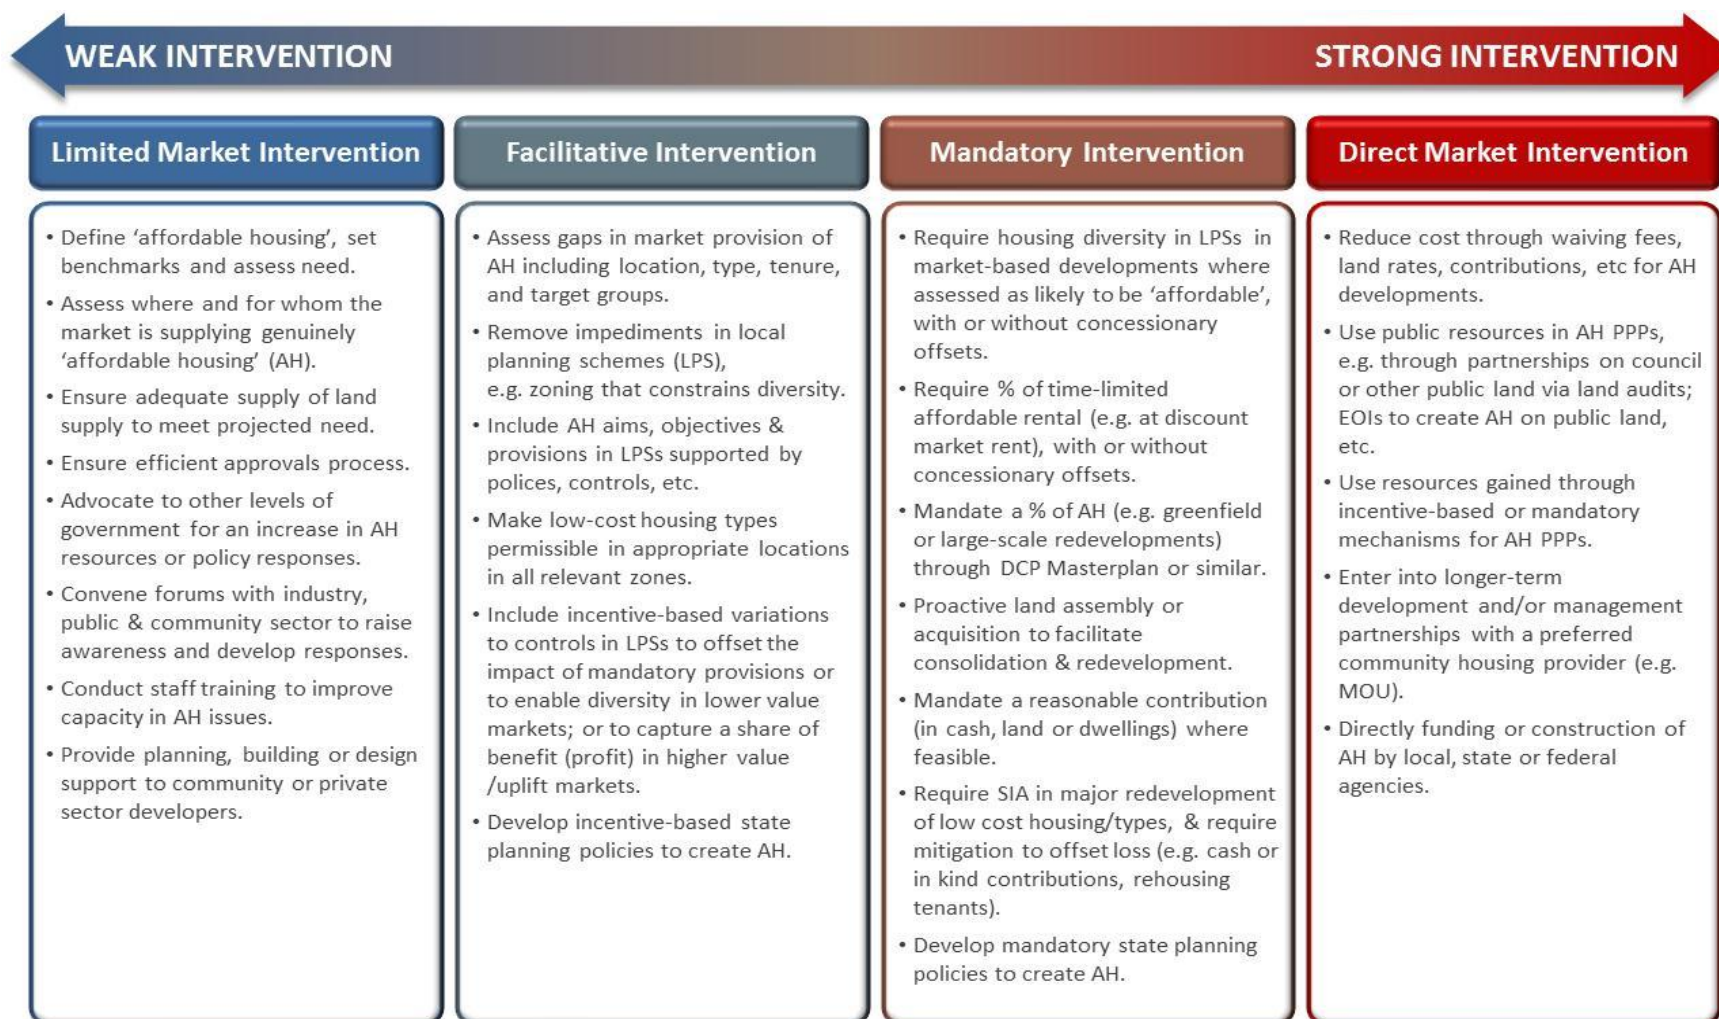 WEAK INTERVENTION
STRONG INTERVENTION
Limited Market Intervention
• Define ‘affordable housing’, set
benchmarks and assess need.
• Assess where and for whom the
market is supplying genuinely
‘affordable housing’ (AH).
• Ensure adequate supply of land
supply to meet projected need.
• Ensure efficient approvals process.
• Advocate to other levels of
government for an increase in AH
resources or policy responses.
• Convene forums with industry,
public & community sector to raise
awareness and develop responses.
• Conduct staff training to improve
capacity in AH issues.
• Provide planning, building or design
support to community or private
sector developers.
Facilitative Intervention
• Assess gaps in market provision of
AH including location, type, tenure,
and target groups.
• Remove impediments in local
planning schemes (LPS),
e.g. zoning that constrains diversity.
• Include AH aims, objectives &
provisions in LPSs supported by
polices, controls, etc.
• Make low-cost housing types
permissible in appropriate locations
in all relevant zones.
• Include incentive-based variations
to controls in LPSs to offset the
impact of mandatory provisions or
to enable diversity in lower value
markets; or to capture a share of
benefit (profit) in higher value
/uplift markets.
• Develop incentive-based state
planning policies to create AH.
Mandatory Intervention
• Require housing diversity in LPSs in
market-based developments where
assessed as likely to be ‘affordable’,
with or without concessionary
offsets.
• Require % of time-limited
affordable rental (e.g. at discount
market rent), with or without
concessionary offsets.
• Mandate a % of AH (e.g. greenfield
or large-scale redevelopments)
through DCP Masterplan or similar.
• Proactive land assembly or
acquisition to facilitate
consolidation & redevelopment.
• Mandate a reasonable contribution
(in cash, land or dwellings) where
feasible.
• Require SIA in major redevelopment
of low cost housing/types, & require
mitigation to offset loss (e.g. cash or
in kind contributions, rehousing
tenants).
• Develop mandatory state planning
policies to create AH.
Direct Market Intervention
• Reduce cost through waiving fees,
land rates, contributions, etc for AH
developments.
• Use public resources in AH PPPs,
e.g. through partnerships on council
or other public land via land audits;
EOIs to create AH on public land,
etc.
• Use resources gained through
incentive-based or mandatory
mechanisms for AH PPPs.
• Enter into longer-term
development and/or management
partnerships with a preferred
community housing provider (e.g.
MOU).
• Directly funding or construction of
AH by local, state or federal
agencies.